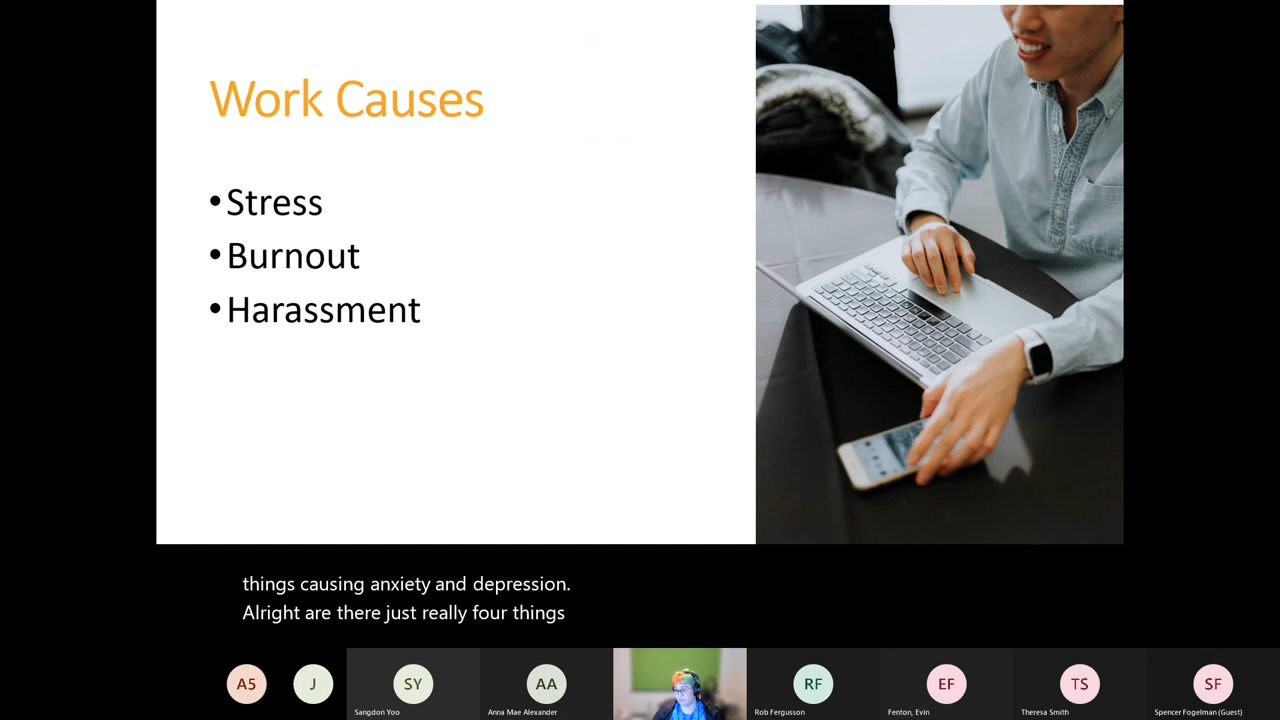 Work Causes
•Stress
•Burnout
•Harassment
things causing anxiety and depression.
Alright are there just really four things
A5
J
SY
AA
RF
EF
TS
SF
Sangdon Yoo
Anna Mae Alexander
Rob Fergusson
Fenton, Evin
Theresa Smith
Spencer Fogelman (Guest)